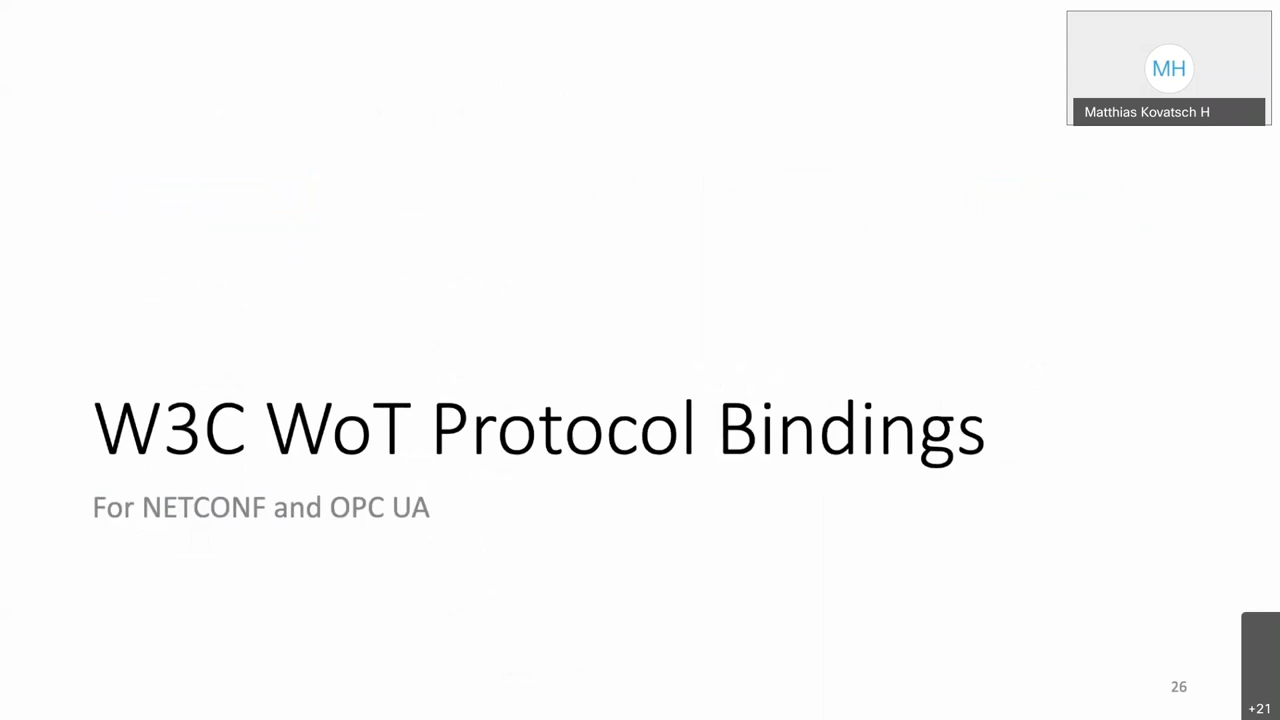 MH
Matthias Kovatsch H
W3C WoT Protocol Bindings
For NETCONF and OPC UA
26
+21